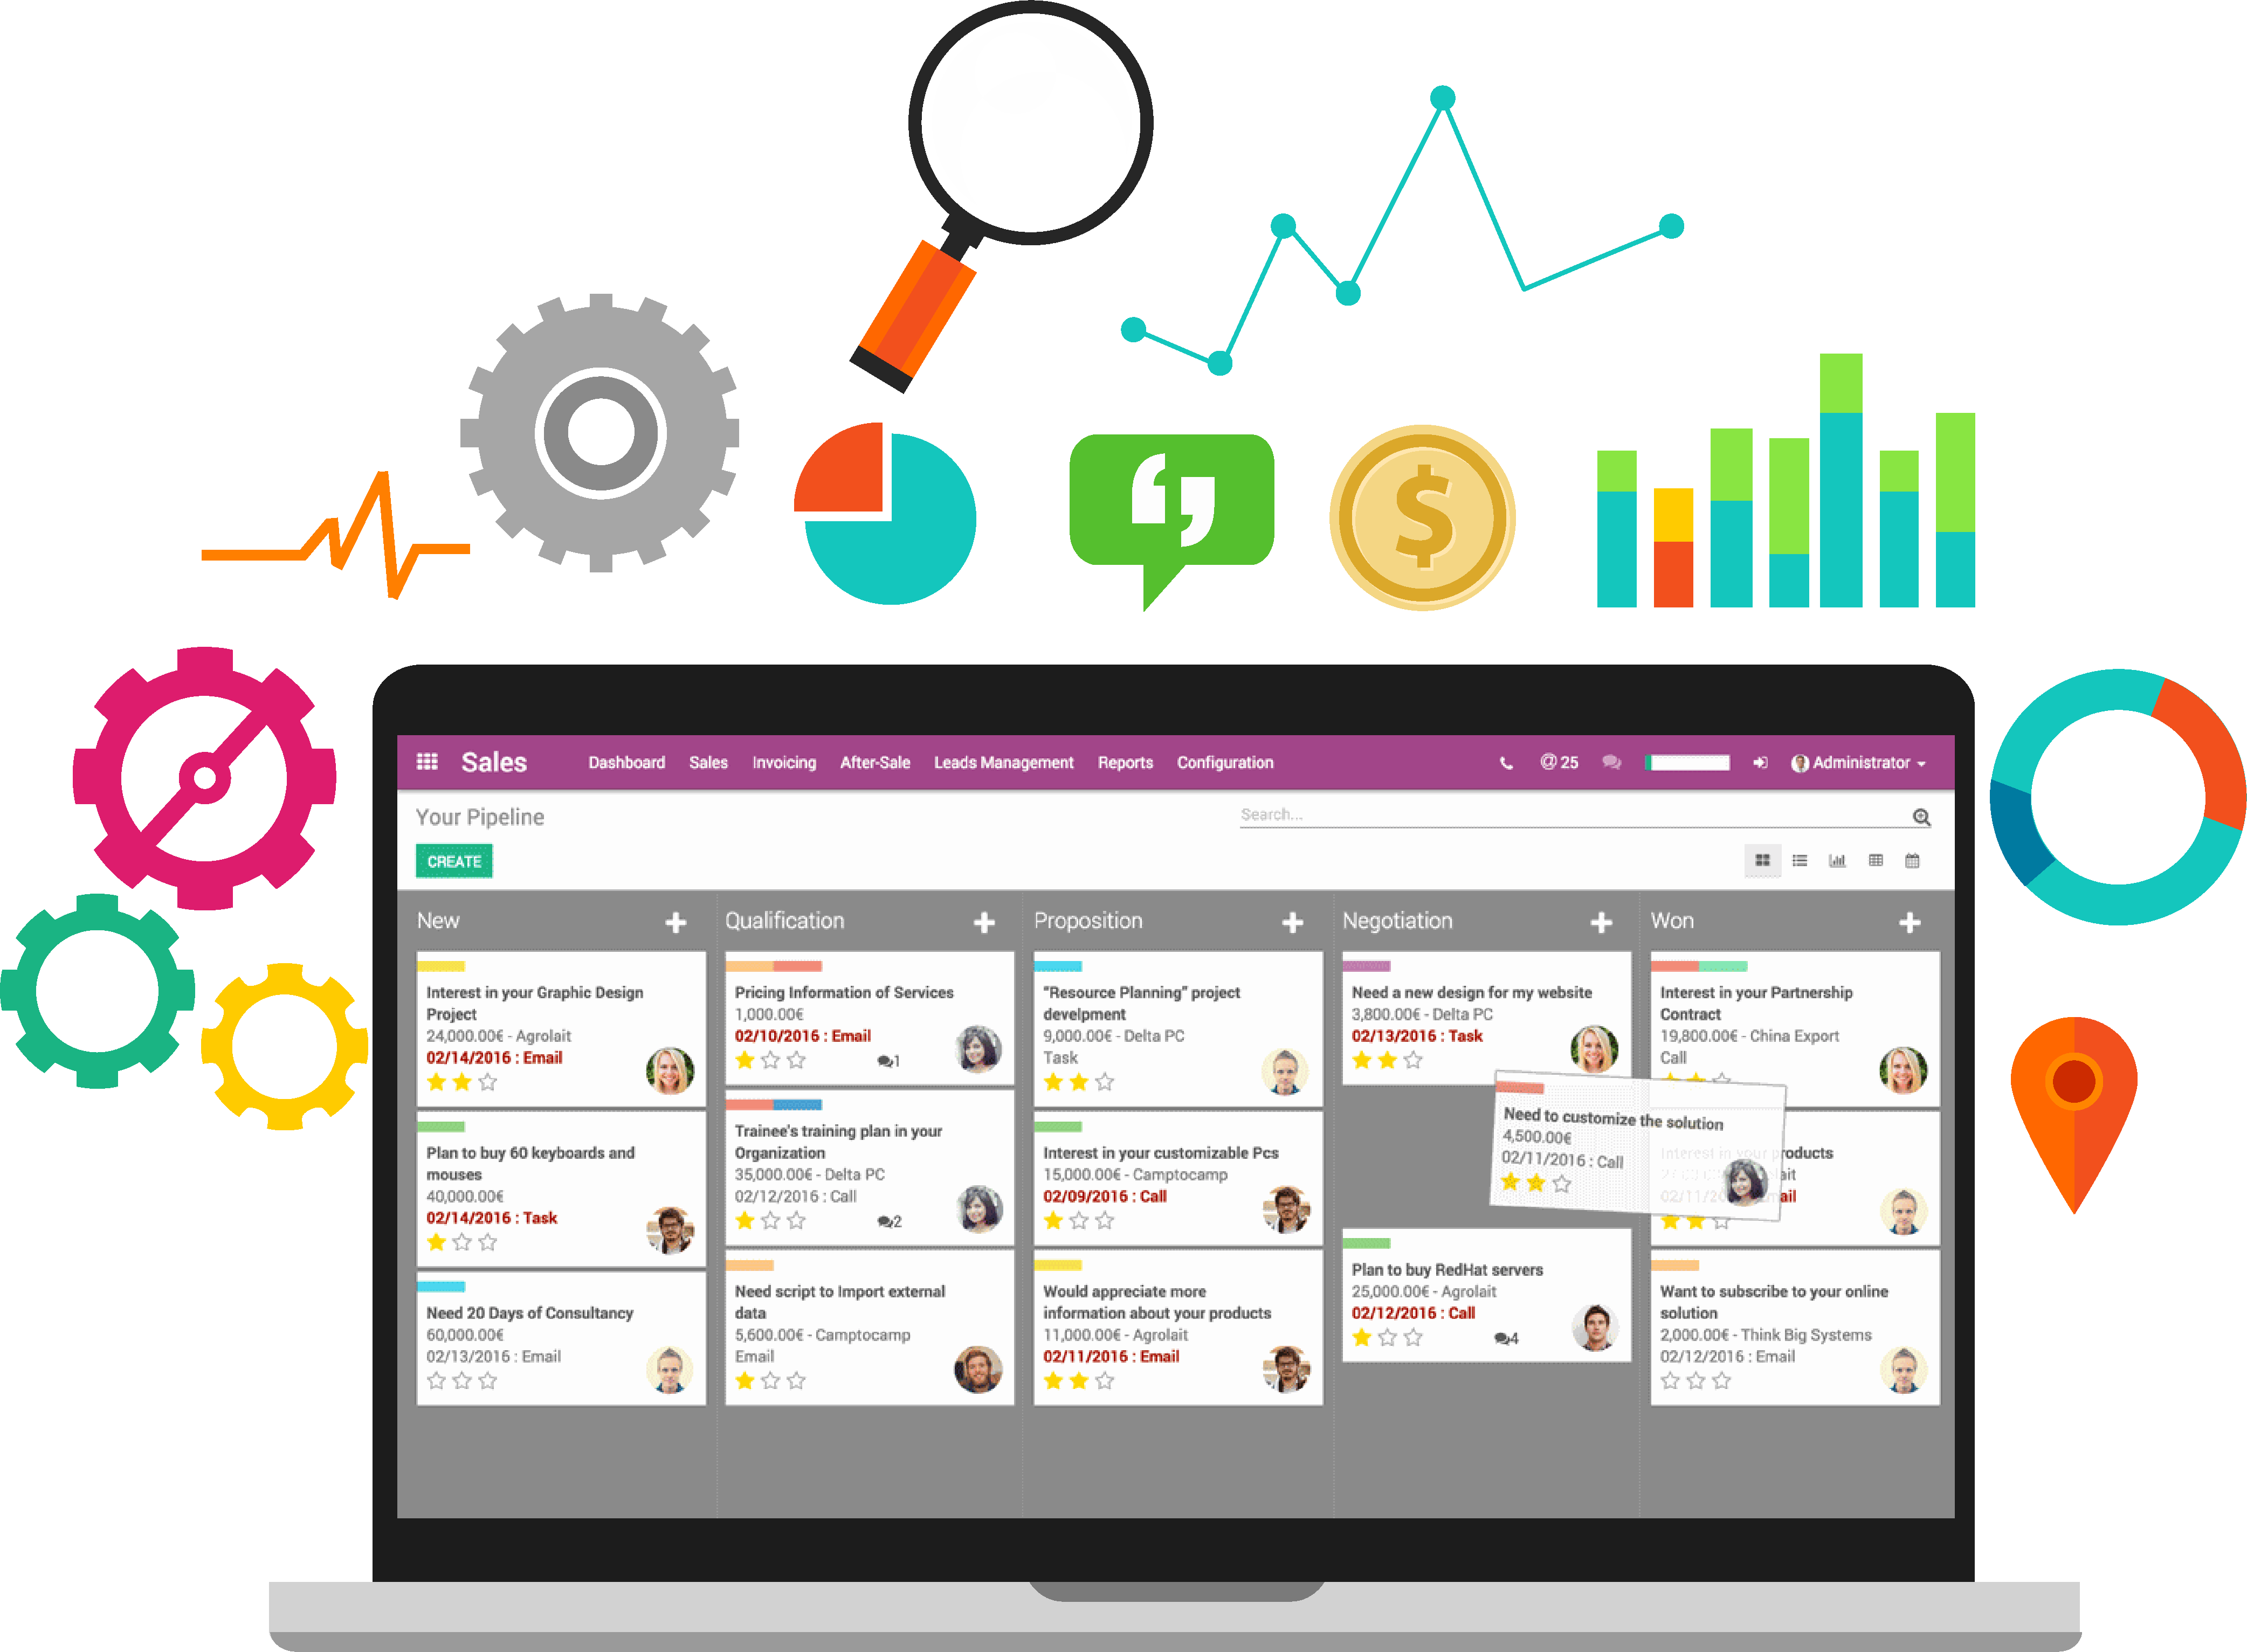 Sales Dashboard Sales Invoicing After-Sale Leads Management Reports Configuration @ 25 Administrator
Your Pipeline
Search...
CREATE
New
Interest in your Graphic Design
Project
24,000.00€ - Agrolait
02/14/2016 : Email
Plan to buy 60 keyboards and
mouses
40,000.00€
02/14/2016 : Task
Need 20 Days of Consultancy
60,000.00€
02/13/2016 : Email
Qualification
Pricing Information of Services
1,000.00€
02/10/2016 : Email
1
Trainee's training plan in your
Organization
35,000.00€ - Delta PC
02/12/2016 : Call
2
Need script to Import external
data
5,600.00€ - Camptocamp
Email
Proposition
“Resource Planning” project
develpment
9,000.00€ - Delta PC
Task
Interest in your customizable Pcs
15,000.00€ - Camptocamp
02/09/2016 : Call
Would appreciate more
information about your products
11,000.00€ - Agrolait
02/11/2016 : Email
Negotiation
Need a new design for my website
3,800.00€ - Delta PC
02/13/2016 : Task
Need to customize the solution
4,500.00€
02/11/2016 : Call
Plan to buy RedHat servers
25,000.00€ - Agrolait
02/12/2016 : Call
4
Won
Interest in your Partnership
Contract
19,800.00€ - China Export
Call
Interest in your products
Want to subscribe to your online
solution
2,000.00€ - Think Big Systems
02/12/2016 : Email
$